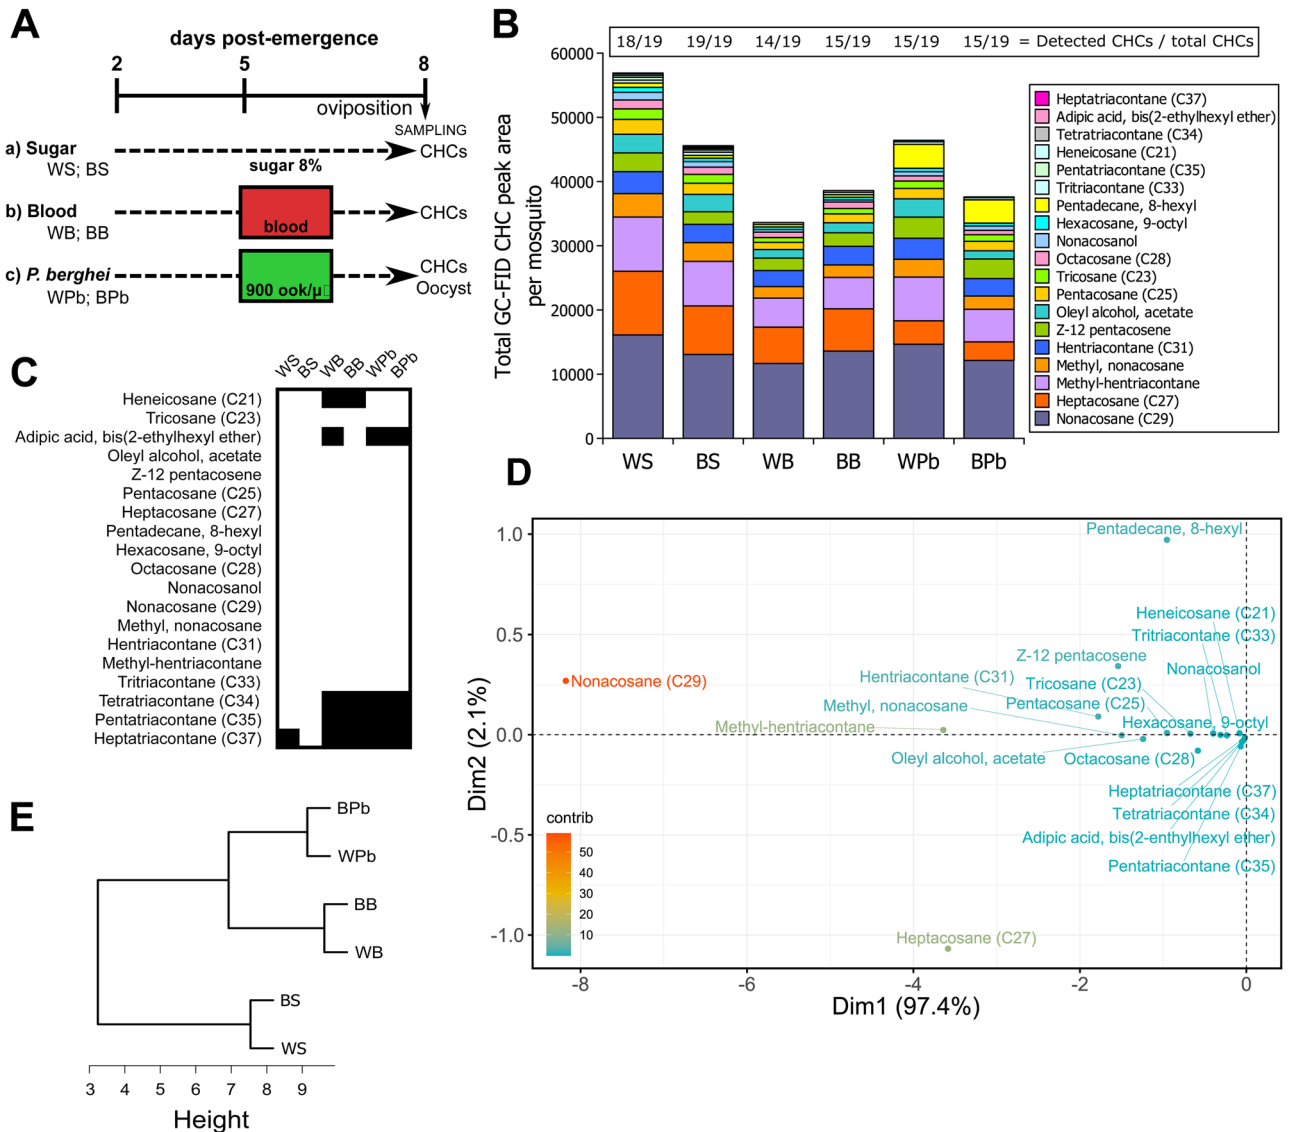 A
days post-emergence
2 5 8
oviposition
SAMPLING
a) Sugar
WS; BS
sugar 8%
CHCs
b) Blood
WB; BB
blood
CHCs
c) P. berghei
WPb; BPb
900 ook/µ
CHCs
Oocyst
B
18/19 19/19 14/19 15/19 15/19 15/19 = Detected CHCs / total CHCs
Total GC-FID CHC peak area
per mosquito
60000
50000
40000
30000
20000
10000
0
WS BS WB BB WPb BPb
Heptatriacontane (C37)
Adipic acid, bis(2-ethylhexyl ether)
Tetratriacontane (C34)
Heneicosane (C21)
Pentatriacontane (C35)
Tritriacontane (C33)
Pentadecane, 8-hexyl
Hexacosane, 9-octyl
Nonacosanol
Octacosane (C28)
Tricosane (C23)
Pentacosane (C25)
Oleyl alcohol, acetate
Z-12 pentacosene
Hentriacontane (C31)
Methyl, nonacosane
Methyl-hentriacontane
Heptacosane (C27)
Nonacosane (C29)
C
WS BS WB BB WPb BPb
Heneicosane (C21)
Tricosane (C23)
Adipic acid, bis(2-ethylhexyl ether)
Oleyl alcohol, acetate
Z-12 pentacosene
Pentacosane (C25)
Heptacosane (C27)
Pentadecane, 8-hexyl
Hexacosane, 9-octyl
Octacosane (C28)
Nonacosanol
Nonacosane (C29)
Methyl, nonacosane
Hentriacontane (C31)
Methyl-hentriacontane
Tritriacontane (C33)
Tetratriacontane (C34)
Pentatriacontane (C35)
Heptatriacontane (C37)
D
Dim2 (2.1%)
1.0
0.5
0.0
-0.5
-1.0
Pentadecane, 8-hexyl
Heneicosane (C21)
Tritriacontane (C33)
Z-12 pentacosene
Nonacosanol
Hentriacontane (C31)
Nonacosane (C29)
Tricosane (C23)
Methyl, nonacosane
Pentacosane (C25)
Methyl-hentriacontane
Hexacosane, 9-octyl
Oleyl alcohol, acetate
Octacosane (C28)
Heptatriacontane (C37)
Tetratriacontane (C34)
Adipic acid, bis(2-enthylhexyl ether)
Pentatriacontane (C35)
Heptacosane (C27)
contrib
50
40
30
20
10
-8 -6 -4 -2 0
Dim1 (97.4%)
E
BPb
WPb
BB
WB
BS
WS
3 4 5 6 7 8 9
Height